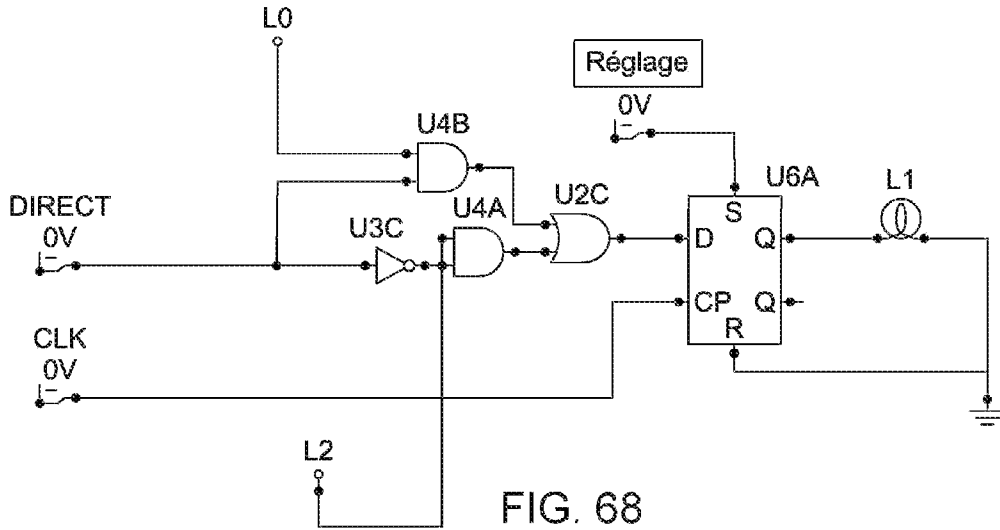 L0
Réglage
0V
U4B
U6A
L1
DIRECT
0V
U3C
U4A
U2C
S
D
Q
CP
Q
R
CLK
0V
L2
FIG. 68